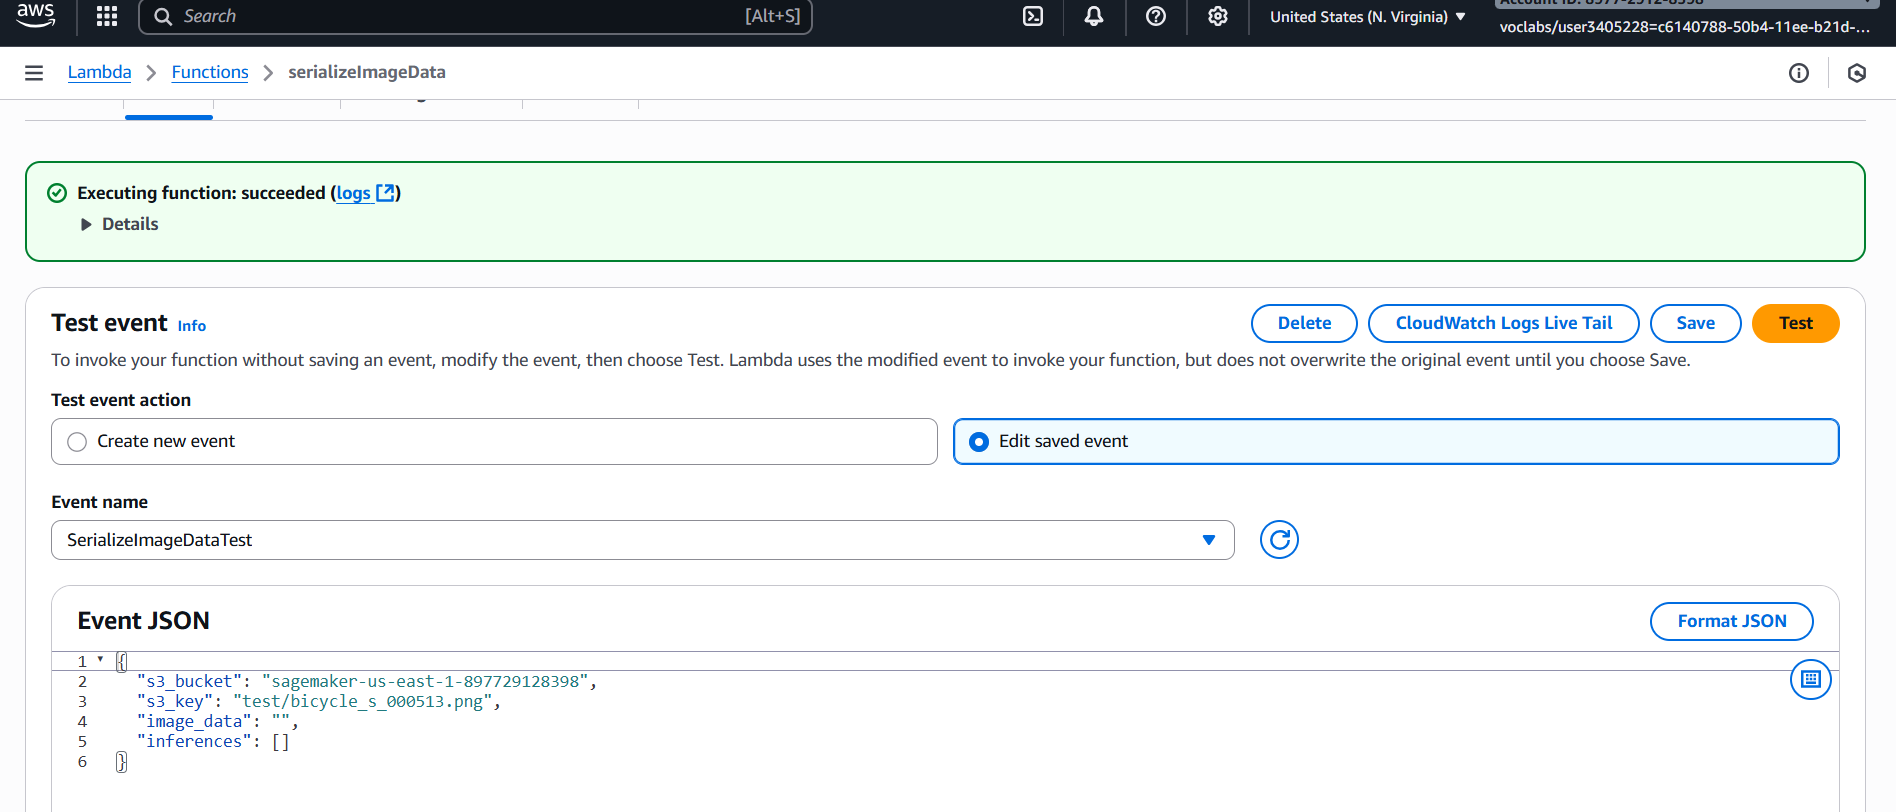 aws
Search [Alt+S]
United States (N. Virginia)
Account ID: 8977-2912-8398
voclabs/user3405228=c6140788-50b4-11ee-b21d-...
Lambda > Functions > serializeImageData
Executing function: succeeded (logs)
Details
Test event Info
Delete
CloudWatch Logs Live Tail
Save
Test
To invoke your function without saving an event, modify the event, then choose Test. Lambda uses the modified event to invoke your function, but does not overwrite the original event until you choose Save.
Test event action
Create new event
Edit saved event
Event name
SerializeImageDataTest
Event JSON
Format JSON
1 {
2 "s3_bucket": "sagemaker-us-east-1-897729128398",
3 "s3_key": "test/bicycle_s_000513.png",
4 "image_data": "",
5 "inferences": []
6 }